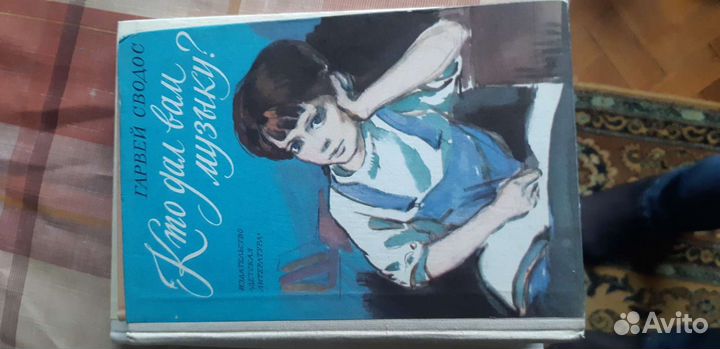 ГАРВЕЙ СВОДОС
Кто дал вам
музыку?
ИЗДАТЕЛЬСТВО
"ДЕТСКАЯ
ЛИТЕРАТУРА"
Avito